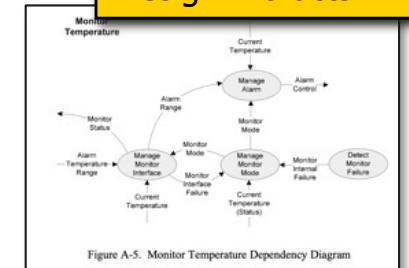 Monitor
Temperature
Current
Temperature
Manage
Alarm
Alarm
Control
Alarm
Range
Monitor
Status
Monitor
Mode
Alarm
Temperature
Range
Manage
Monitor
Interface
Monitor
Mode
Manage
Monitor
Mode
Monitor
Internal
Failure
Detect
Monitor
Failure
Monitor
Interface
Failure
Current
Temperature
Current
Temperature
(Status)
Figure A-5. Monitor Temperature Dependency Diagram